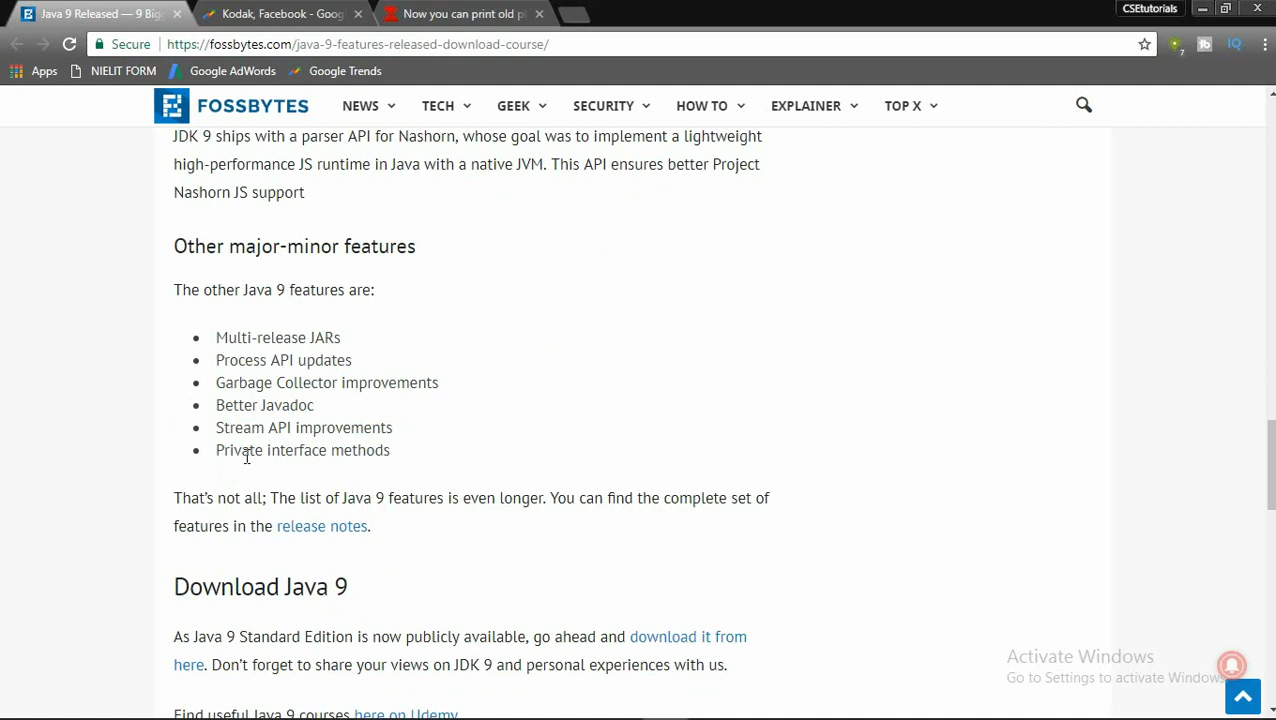 Java 9 Released — 9 Big
Kodak, Facebook - Goog
Now you can print old pl
CSEtutorials
Secure
https://fossbytes.com/java-9-features-released-download-course/
7
tb
IQ
Apps
NIELIT FORM
Google AdWords
Google Trends
FOSSBYTES
NEWS
TECH
GEEK
SECURITY
HOW TO
EXPLAINER
TOP X
JDK 9 ships with a parser API for Nashorn, whose goal was to implement a lightweight
high-performance JS runtime in Java with a native JVM. This API ensures better Project
Nashorn JS support
Other major-minor features
The other Java 9 features are:
Multi-release JARs
Process API updates
Garbage Collector improvements
Better Javadoc
Stream API improvements
Private interface methods
That's not all; The list of Java 9 features is even longer. You can find the complete set of
features in the release notes.
Download Java 9
As Java 9 Standard Edition is now publicly available, go ahead and download it from
here. Don't forget to share your views on JDK 9 and personal experiences with us.
Activate Windows
Go to Settings to activate Windows
Find useful Java 9 courses here on Udemy